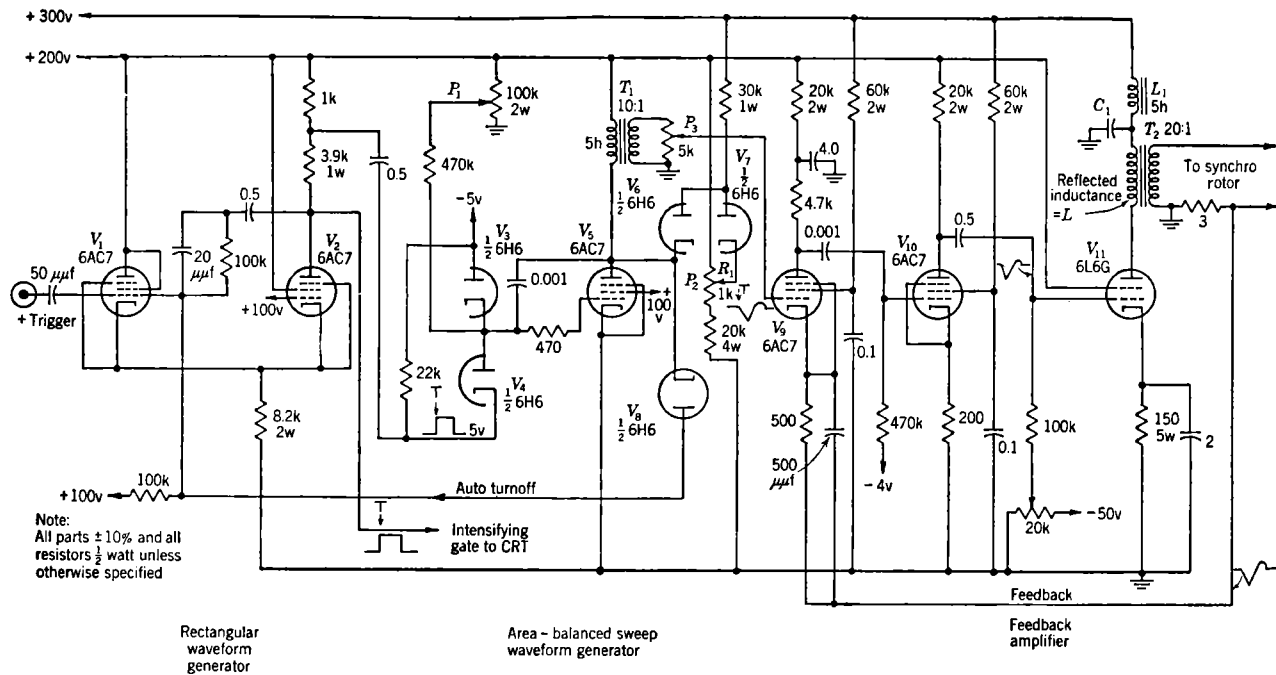 +300v
+200v
1k
3.9k
1w
0.5
100k
2w
P₁
470k
T₁
10:1
5h
P₃
5k
30k
1w
20k
2w
60k
2w
4.0
4.7k
0.001
20k
2w
60k
2w
0.5
L₁
5h
C₁
T₂ 20:1
Reflected
inductance
=L
To synchro
rotor
3
V₁
6AC7
50 μμf
+ Trigger
20
μμf
100k
0.5
V₂
6AC7
+100v
-5v
V₃
½ 6H6
0.001
470
22k
V₄
½ 6H6
T
5v
V₆
½ 6H6
V₅
6AC7
+
100
v
V₇
½
6H6
R₁
1k
P₂
T
20k
4w
V₈
½ 6H6
V₉
6AC7
0.1
500
500
μμf
470k
-4v
V₁₀
6AC7
200
0.1
100k
20k
-50v
V₁₁
6L6G
150
5w
2
8.2k
2w
100k
+100v
Auto turnoff
T
Intensifying
gate to CRT
Note:
All parts ±10% and all
resistors ½ watt unless
otherwise specified
Feedback
Rectangular
waveform
generator
Area - balanced sweep
waveform generator
Feedback
amplifier